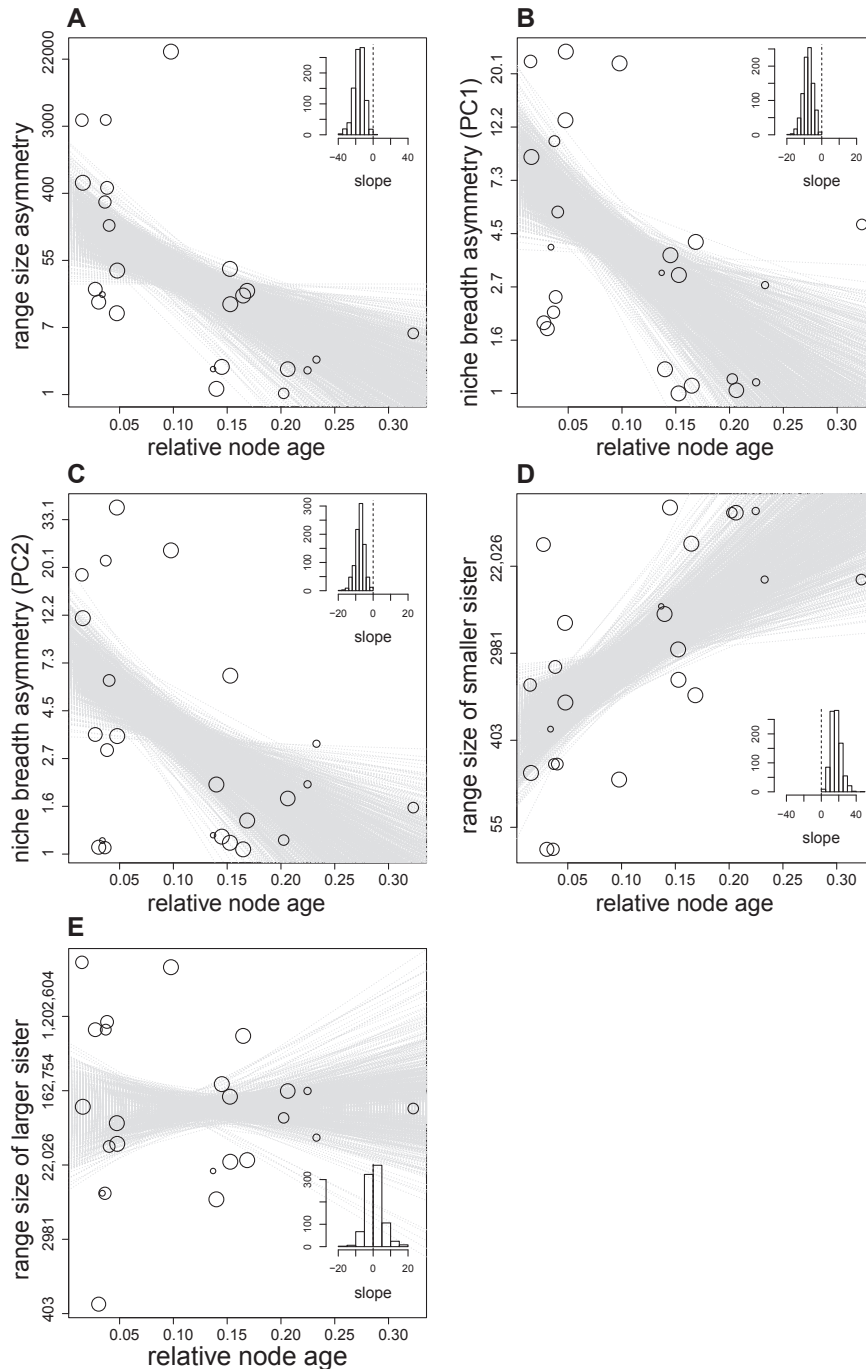 A
range size asymmetry
22000
3000
400
55
7
1
0.05 0.10 0.15 0.20 0.25 0.30
relative node age
0 100 200
−40 0 40
slope
B
niche breadth asymmetry (PC1)
20.1
12.2
7.3
4.5
2.7
1.6
1
0.05 0.10 0.15 0.20 0.25 0.30
relative node age
0 100 200
−40 0 40
slope
C
niche breadth asymmetry (PC2)
33.1
20.1
12.2
7.3
4.5
2.7
1.6
1
0.05 0.10 0.15 0.20 0.25 0.30
relative node age
0 100 200 300
−40 0 40
slope
D
range size of smaller sister
22,026
2981
403
55
0.05 0.10 0.15 0.20 0.25 0.30
relative node age
0 100 200
−40 0 40
slope
E
range size of larger sister
1,202,604
162,754
22,026
2981
403
0.05 0.10 0.15 0.20 0.25 0.30
relative node age
0 100 300
−20 0 20
slope